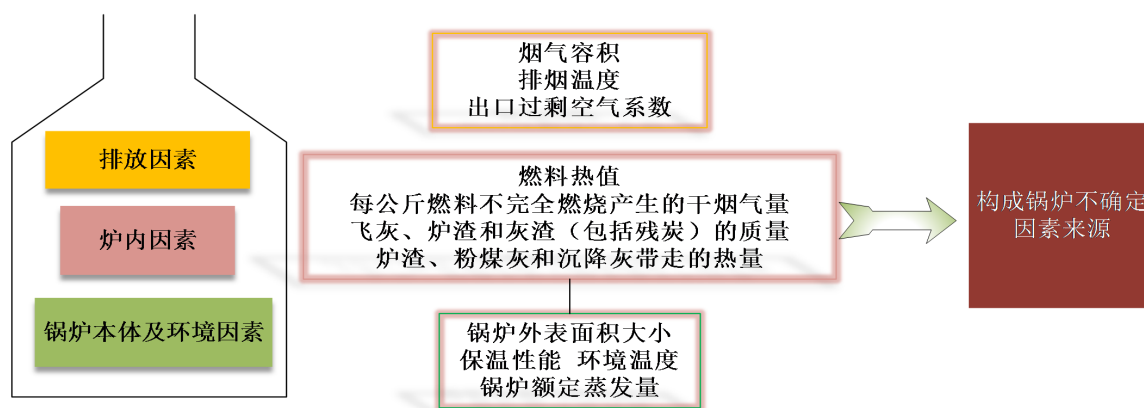 排放因素
炉内因素
锅炉本体及环境因素
烟气容积
排烟温度
出口过剩空气系数
燃料热值
每公斤燃料不完全燃烧产生的干烟气量
飞灰、炉渣和灰渣（包括残炭）的质量
炉渣、粉煤灰和沉降灰带走的热量
锅炉外表面积大小
保温性能 环境温度
锅炉额定蒸发量
构成锅炉不确定
因素来源